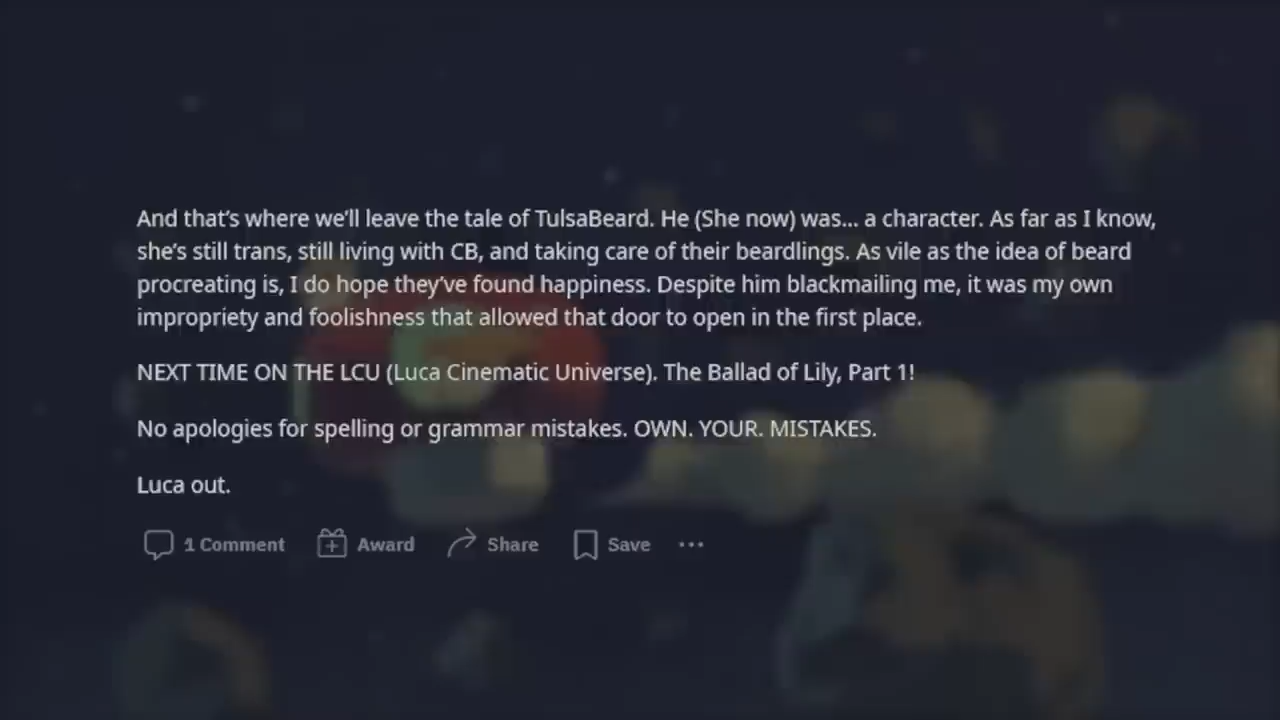 And that's where we'll leave the tale of TulsaBeard. He (She now) was... a character. As far as I know,
she's still trans, still living with CB, and taking care of their beardlings. As vile as the idea of beard
procreating is, I do hope they've found happiness. Despite him blackmailing me, it was my own
impropriety and foolishness that allowed that door to open in the first place.
NEXT TIME ON THE LCU (Luca Cinematic Universe). The Ballad of Lily, Part 1!
No apologies for spelling or grammar mistakes. OWN. YOUR. MISTAKES.
Luca out.
1 Comment Award Share Save